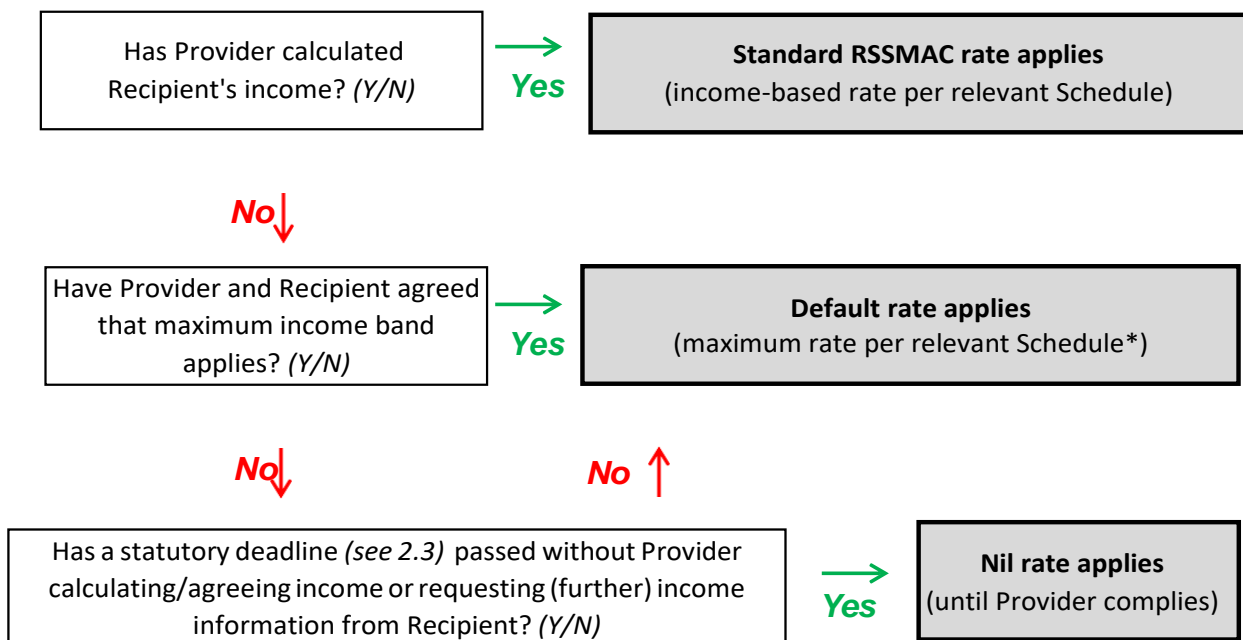 Has Provider calculated
Recipient's income? (Y/N)
Yes
Standard RSSMAC rate applies
(income-based rate per relevant Schedule)
No
Have Provider and Recipient agreed
that maximum income band
applies? (Y/N)
Yes
Default rate applies
(maximum rate per relevant Schedule*)
No
No
Has a statutory deadline (see 2.3) passed without Provider
calculating/agreeing income or requesting (further) income
information from Recipient? (Y/N)
Yes
Nil rate applies
(until Provider complies)